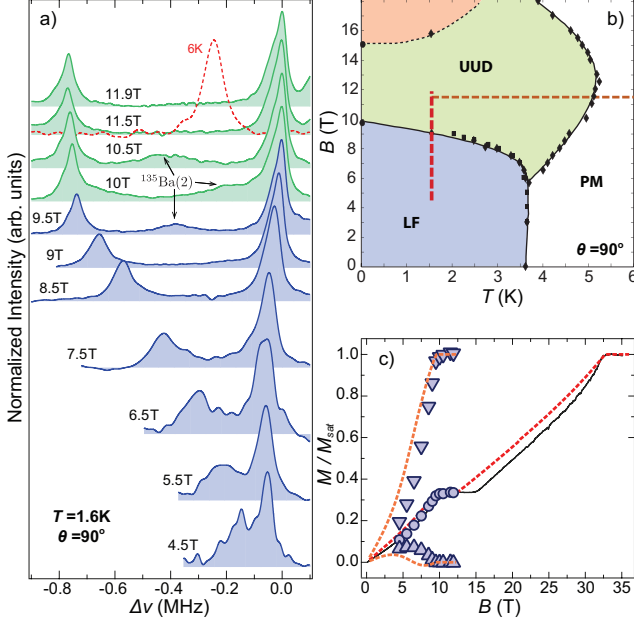 a)
6K
11.9T
11.5T
10.5T
10T
¹³⁵Ba(2)
9.5T
9T
8.5T
7.5T
6.5T
5.5T
4.5T
T =1.6K
θ =90°
Normalized Intensity (arb. units)
-0.8 -0.6 -0.4 -0.2 0.0
Δν (MHz)
b)
18
16
14
12
10
8
6
4
2
0
B (T)
UUD
LF
PM
θ =90°
0 1 2 3 4 5 6
T (K)
c)
1.0
0.8
0.6
0.4
0.2
0.0
M / Msat
0 5 10 15 20 25 30 35
B (T)